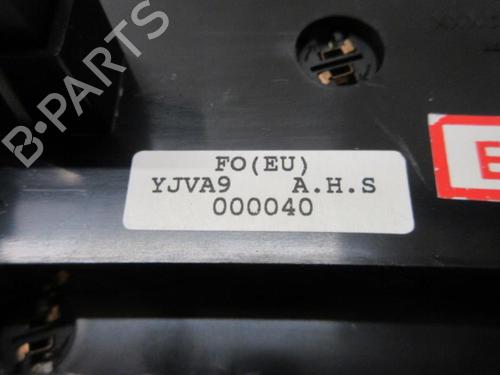 B-PARTS
FO(EU)
YJVA9 A.H.S
000040